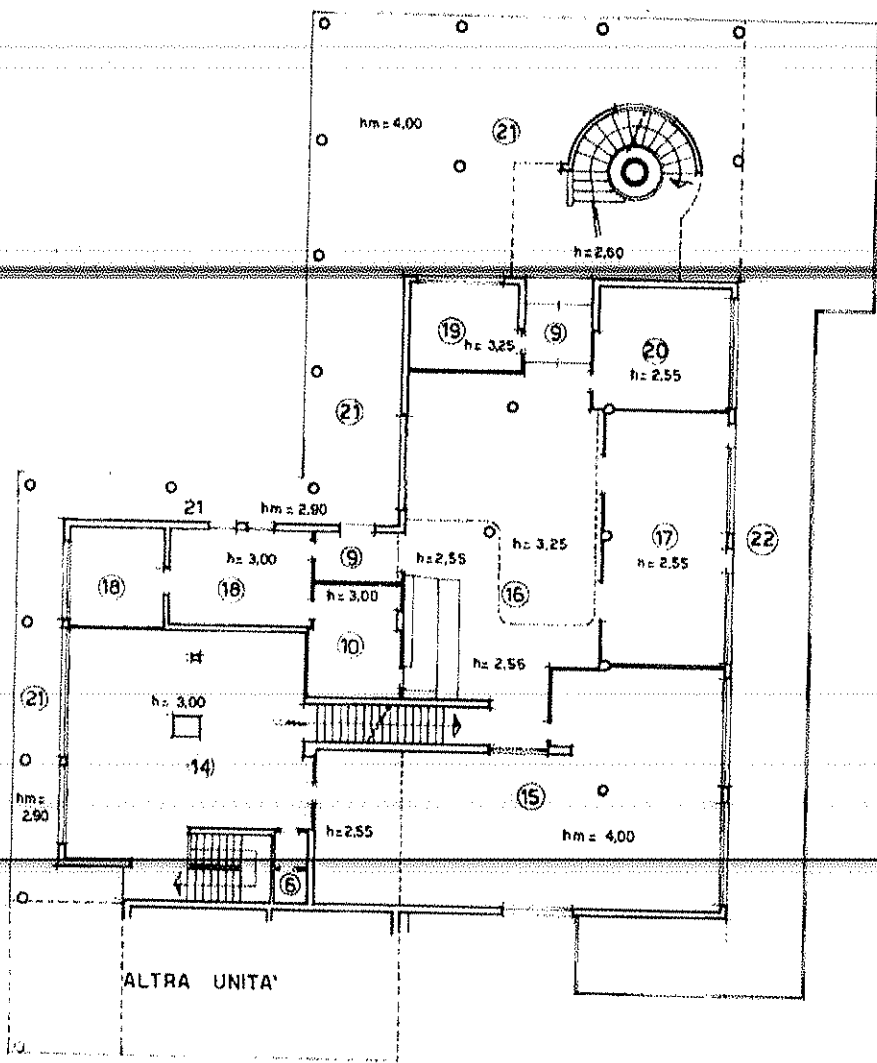 hm = 4,00
21
h = 2,60
19
h = 3,25
9
20
h = 2,55
21
21
hm = 2,90
h = 3,00
9
h = 2,55
h = 3,25
17
h = 2,55
22
18
18
h = 3,00
16
10
h = 2,55
21
h = 3,00
14
15
hm =
2,90
h = 2,55
hm = 4,00
6
ALTRA UNITA'